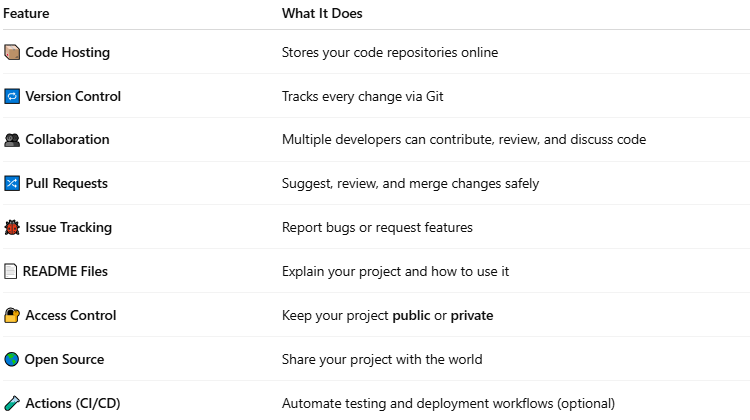 Feature What It Does
📦 Code Hosting Stores your code repositories online
🔁 Version Control Tracks every change via Git
👥 Collaboration Multiple developers can contribute, review, and discuss code
🔀 Pull Requests Suggest, review, and merge changes safely
🐞 Issue Tracking Report bugs or request features
📄 README Files Explain your project and how to use it
🔐 Access Control Keep your project public or private
🌍 Open Source Share your project with the world
🧪 Actions (CI/CD) Automate testing and deployment workflows (optional)